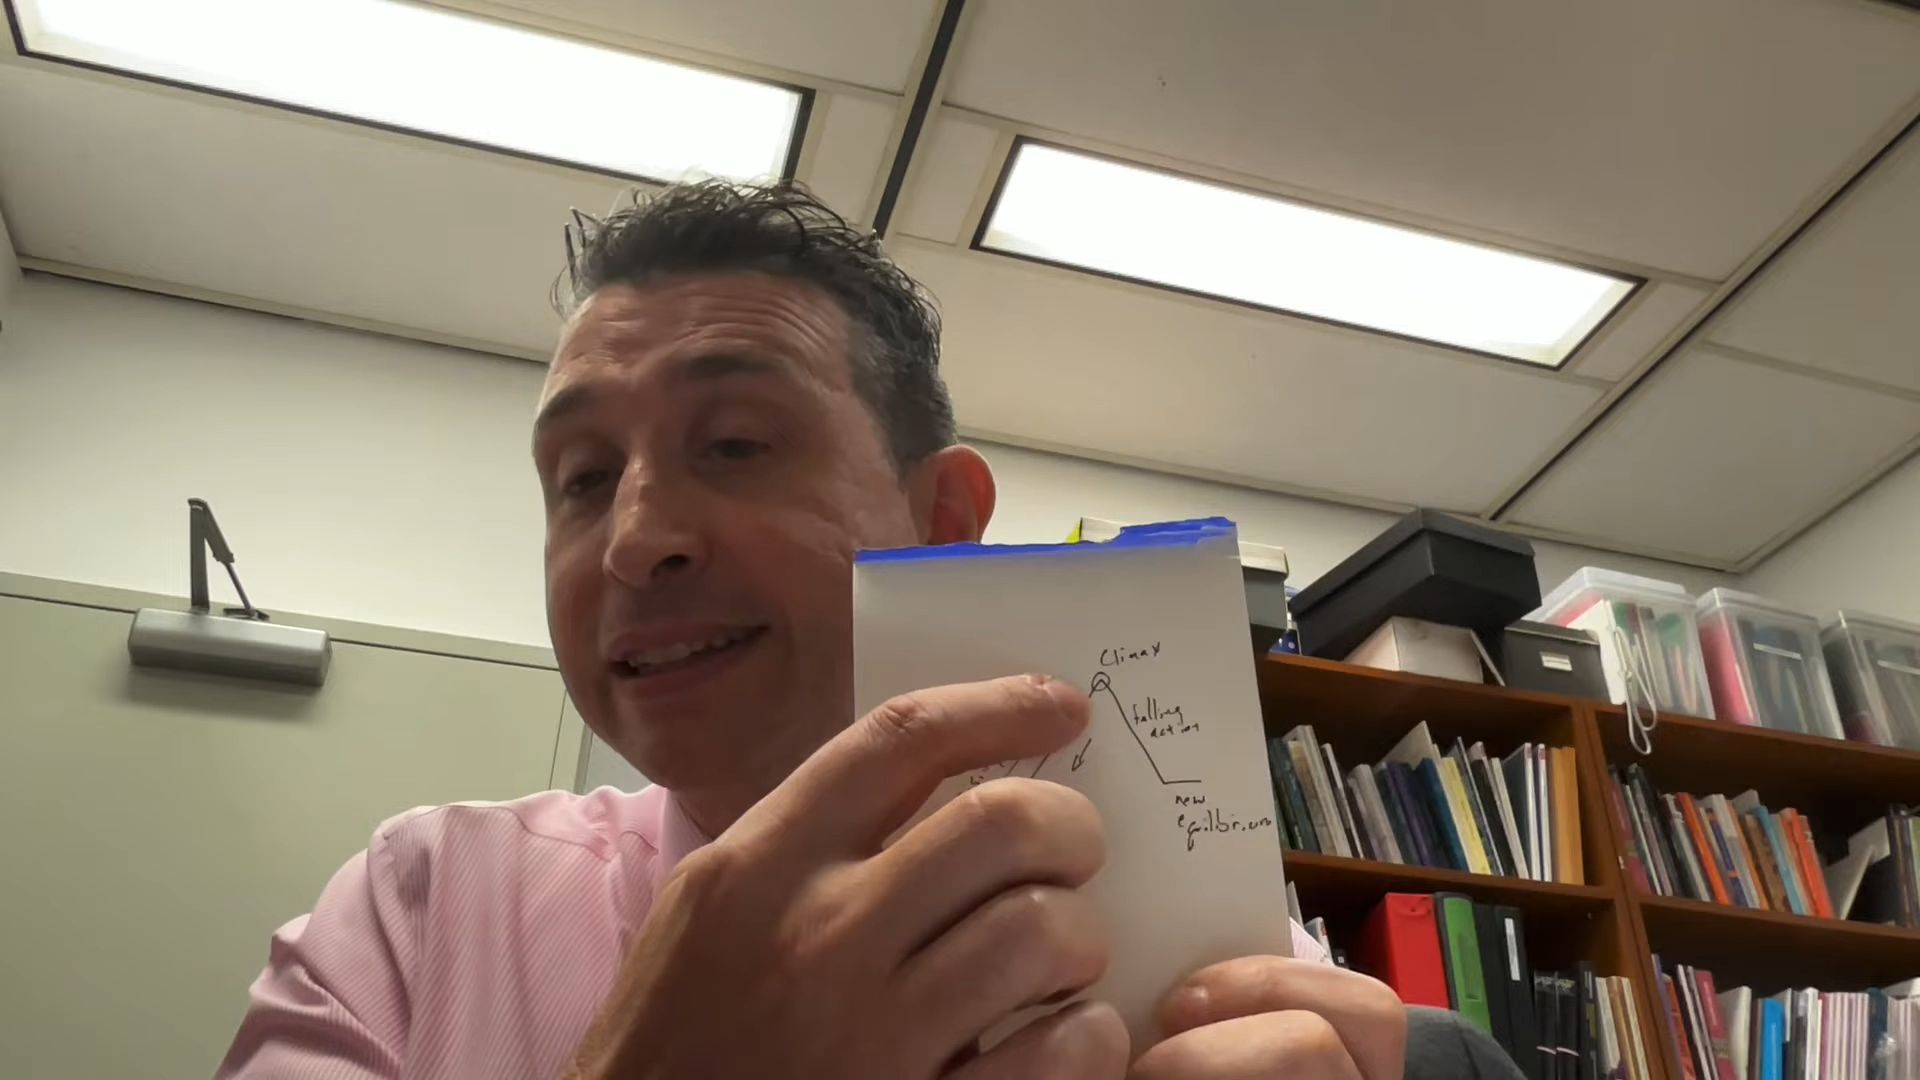 Climax
falling
action
new
equilibrium